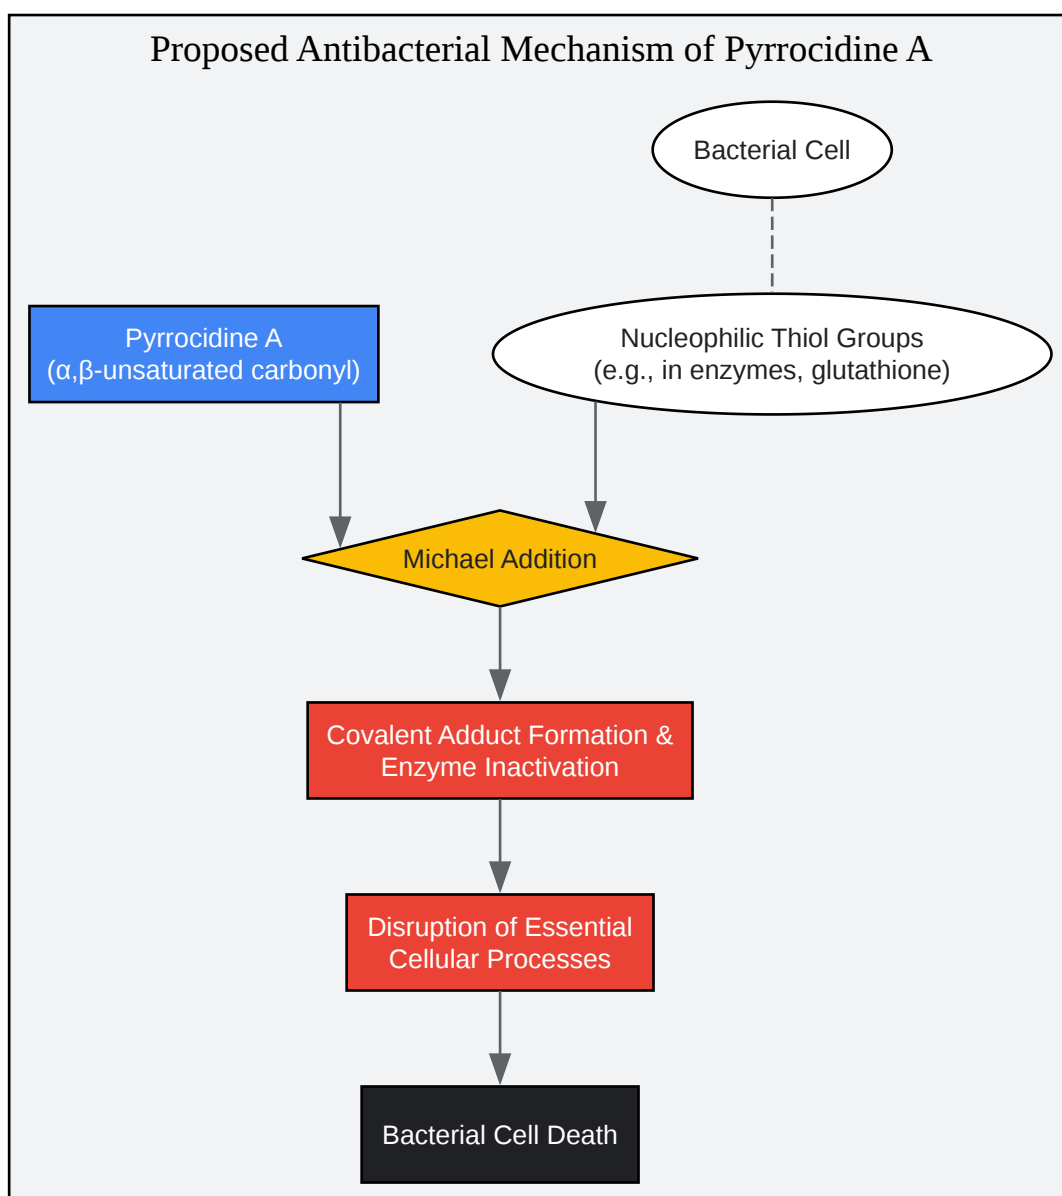 Proposed Antibacterial Mechanism of Pyrrocidine A
Bacterial Cell
Pyrrocidine A
(α,β-unsaturated carbonyl)
Nucleophilic Thiol Groups
(e.g., in enzymes, glutathione)
Michael Addition
Covalent Adduct Formation &
Enzyme Inactivation
Disruption of Essential
Cellular Processes
Bacterial Cell Death